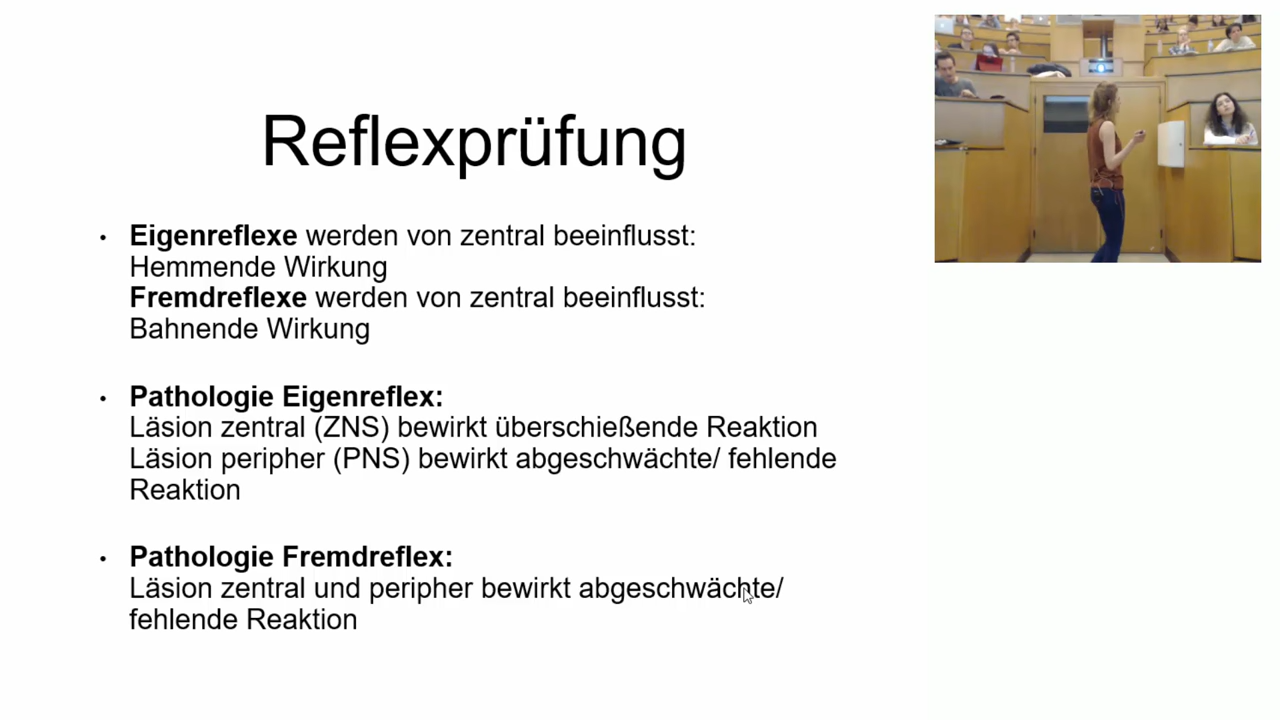 Reflexprüfung
• Eigenreflexe werden von zentral beeinflusst:
Hemmende Wirkung
Fremdreflexe werden von zentral beeinflusst:
Bahnende Wirkung
• Pathologie Eigenreflex:
Läsion zentral (ZNS) bewirkt überschießende Reaktion
Läsion peripher (PNS) bewirkt abgeschwächte/ fehlende
Reaktion
• Pathologie Fremdreflex:
Läsion zentral und peripher bewirkt abgeschwächte/
fehlende Reaktion